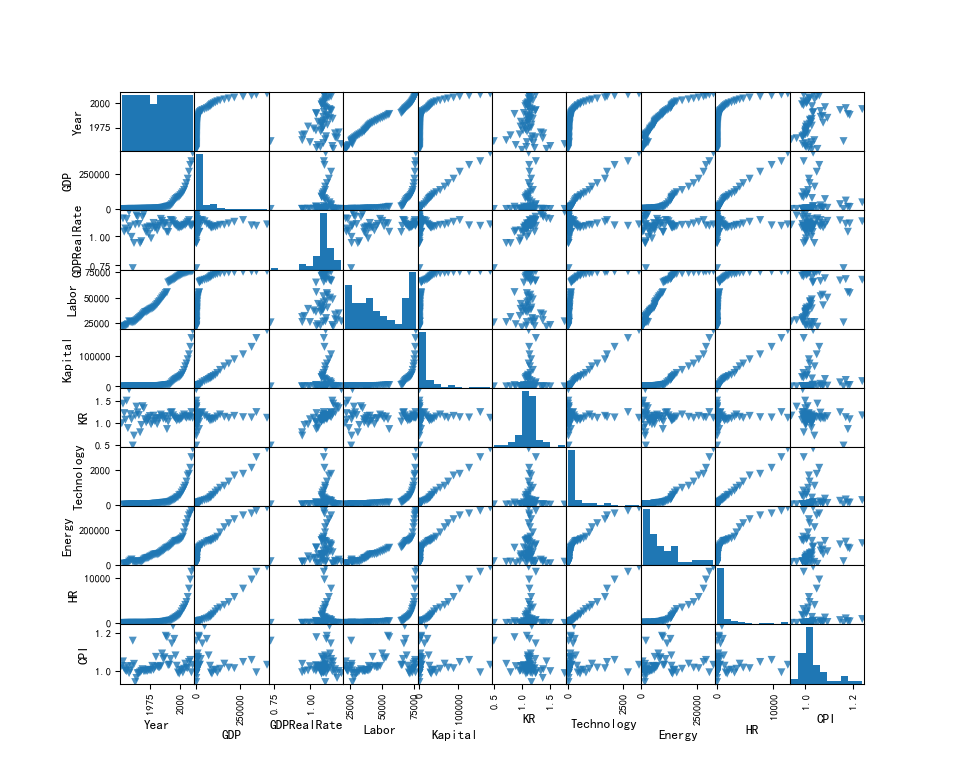 Year
2000
1975
GDP
250000
0
GDPRealRate
1.00
0.75
Labor
75000
50000
25000
Kapital
100000
0
KR
1.5
1.0
0.5
Technology
2000
0
Energy
200000
0
HR
10000
0
CPI
1.2
1.0
1975 2000 0 250000 0.75 1.00 25000 50000 75000 0 100000 0.5 1.0 1.5 0 2500 0 250000 0 10000 1.0 1.2
Year GDP GDPRealRate Labor Kapital KR Technology Energy HR CPI